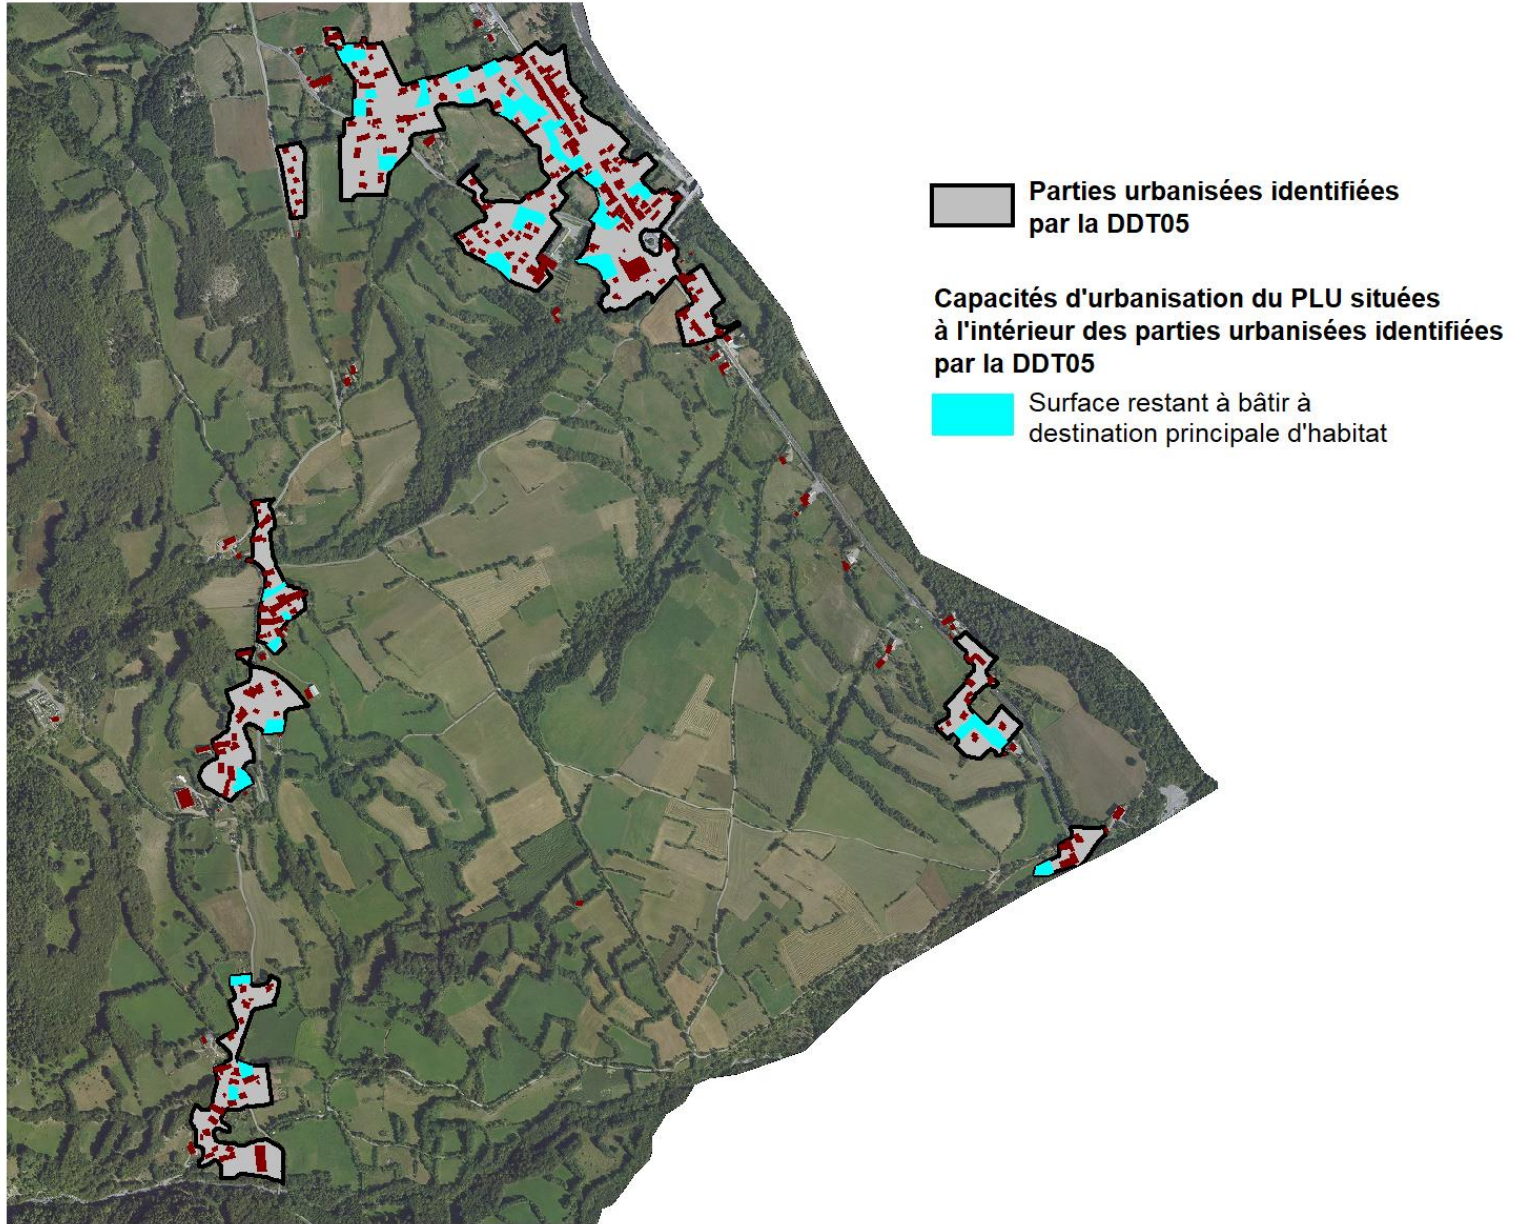 Parties urbanisées identifiées
par la DDT05
Capacités d'urbanisation du PLU situées
à l'intérieur des parties urbanisées identifiées
par la DDT05
Surface restant à bâtir à
destination principale d'habitat